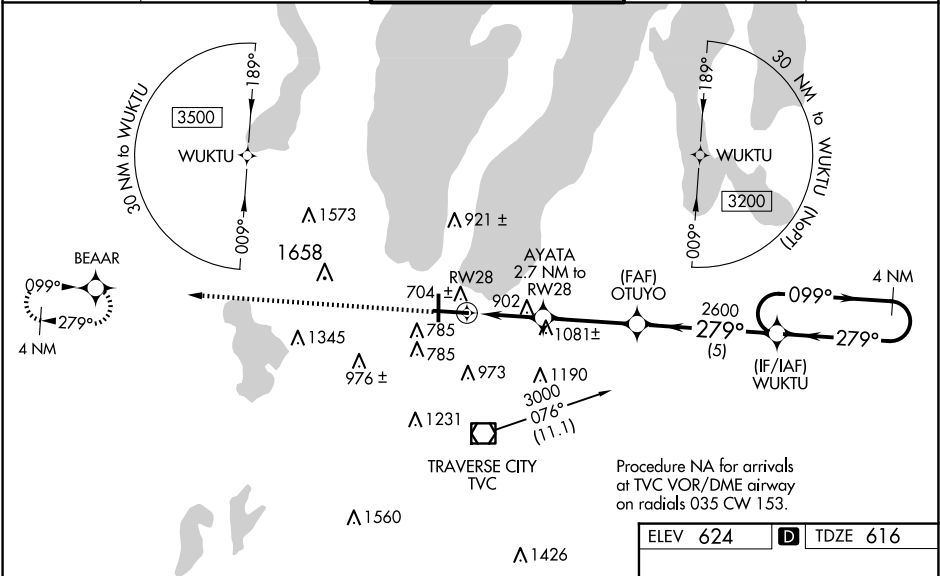 30 NM to WUKTU
189°
3500
WUKTU
009°
30 NM to WUKTU (NoPT)
189°
WUKTU
3200
009°
1573
921 ±
1658
BEAAR
099°
279°
4 NM
704 ±
RW28
902
AYATA
2.7 NM to
RW28
1081±
(FAF)
OTUYO
2600
279°
(5)
099°
4 NM
279°
(IF/IAF)
WUKTU
1345
785
785
976 ±
973
1190
1231
3000
076°
(11.1)
TRAVERSE CITY
TVC
Procedure NA for arrivals
at TVC VOR/DME airway
on radials 035 CW 153.
1560
1426
ELEV 624 D TDZE 616